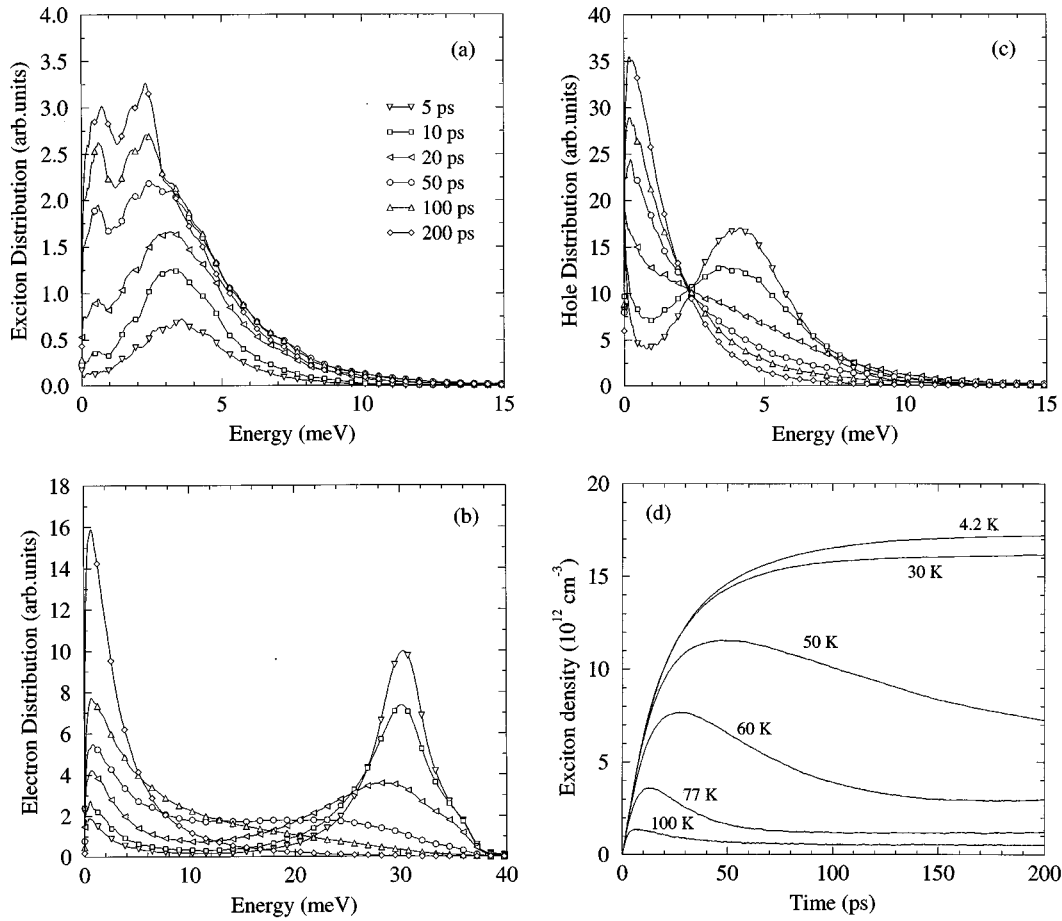 (a)
Exciton Distribution (arb.units)
4.0
3.5
3.0
2.5
2.0
1.5
1.0
0.5
0.0
5 ps
10 ps
20 ps
50 ps
100 ps
200 ps
0 5 10 15
Energy (meV)
(c)
Hole Distribution (arb.units)
40
35
30
25
20
15
10
5
0
0 5 10 15
Energy (meV)
(b)
Electron Distribution (arb.units)
18
16
14
12
10
8
6
4
2
0
0 10 20 30 40
Energy (meV)
(d)
Exciton density (10¹² cm⁻³)
20
15
10
5
0
4.2 K
30 K
50 K
60 K
77 K
100 K
0 50 100 150 200
Time (ps)